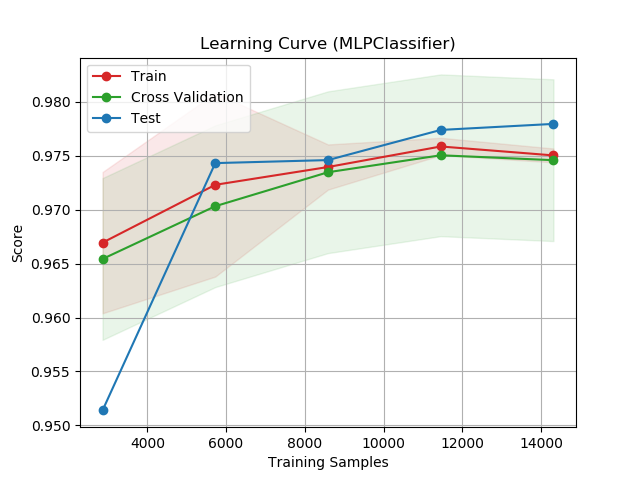 Learning Curve (MLPClassifier)
Train
Cross Validation
Test
0.980
0.975
0.970
0.965
0.960
0.955
0.950
Score
4000 6000 8000 10000 12000 14000
Training Samples